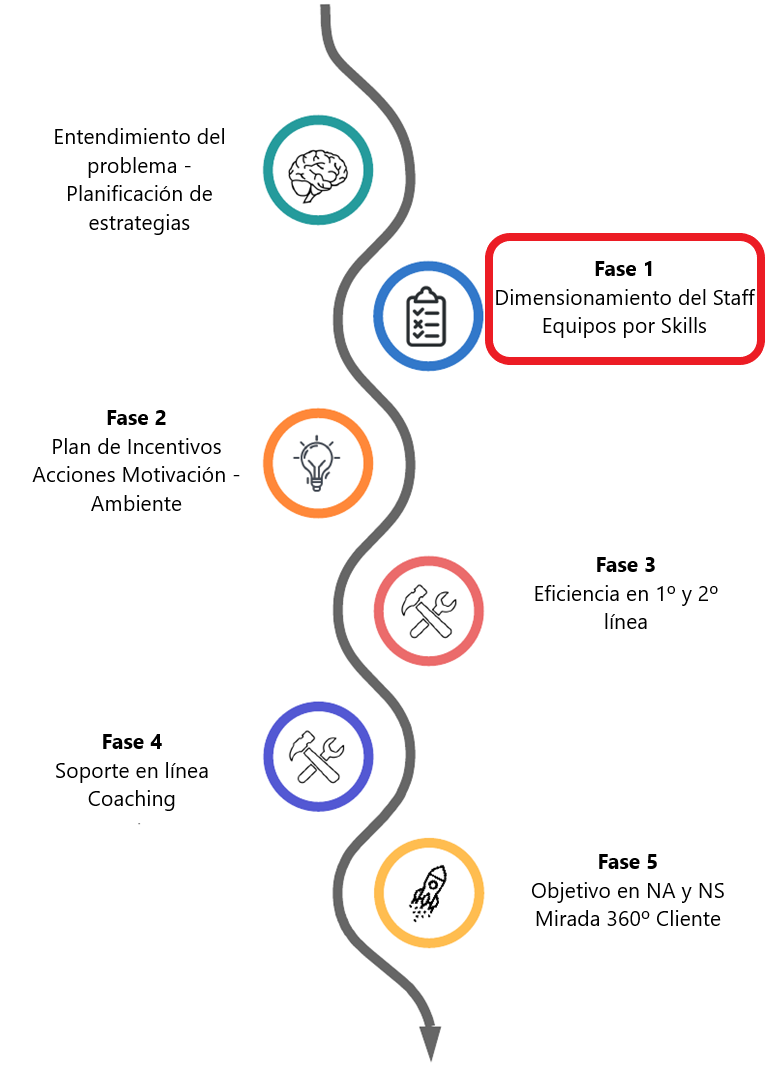 Entendimiento del
problema -
Planificación de
estrategias
Fase 1
Dimensionamiento del Staff
Equipos por Skills
Fase 2
Plan de Incentivos
Acciones Motivación -
Ambiente
Fase 3
Eficiencia en 1º y 2º
línea
Fase 4
Soporte en línea
Coaching
Fase 5
Objetivo en NA y NS
Mirada 360º Cliente